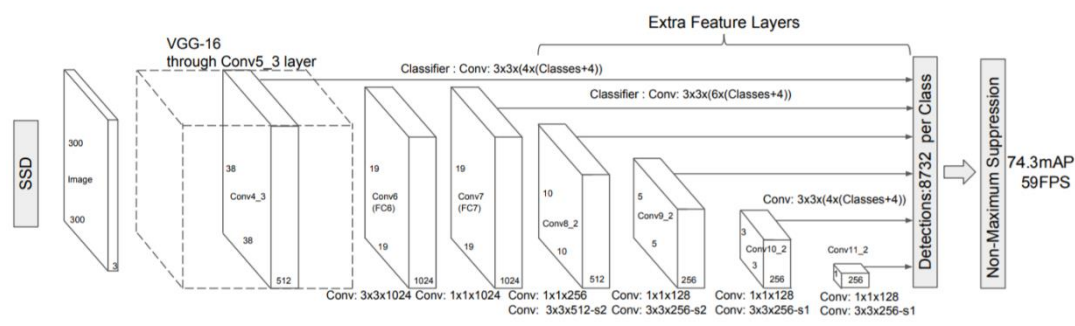 Extra Feature Layers
VGG-16
through Conv5_3 layer
Classifier : Conv: 3x3x(4x(Classes+4))
Classifier : Conv: 3x3x(6x(Classes+4))
SSD
300
Image
300
3
38
Conv4_3
38
512
19
Conv6
(FC6)
19
1024
19
Conv7
(FC7)
19
1024
10
Conv8_2
10
512
5
Conv9_2
5
256
Conv: 3x3x(4x(Classes+4))
3
Conv10_2
3
256
Conv11_2
1
256
Detections:8732 per Class
Non-Maximum Suppression
74.3mAP
59FPS
Conv: 3x3x1024
Conv: 1x1x1024
Conv: 1x1x256
Conv: 3x3x512-s2
Conv: 1x1x128
Conv: 3x3x256-s2
Conv: 1x1x128
Conv: 3x3x256-s1
Conv: 1x1x128
Conv: 3x3x256-s1